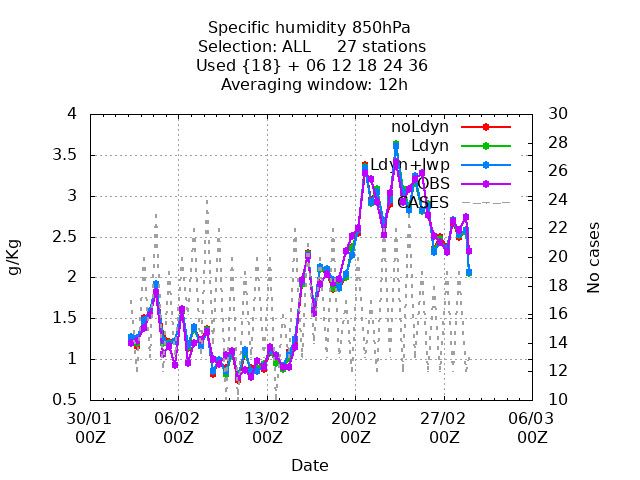 Specific humidity 850hPa
Selection: ALL     27 stations
Used {18} + 06 12 18 24 36
Averaging window: 12h
g/Kg
4
3.5
3
2.5
2
1.5
1
0.5
noLdyn
Ldyn
Ldyn+lwp
OBS
CASES
30
28
26
24
22
20
18
16
14
12
10
No cases
30/01 06/02 13/02 20/02 27/02 06/03
00Z 00Z 00Z 00Z 00Z 00Z
Date